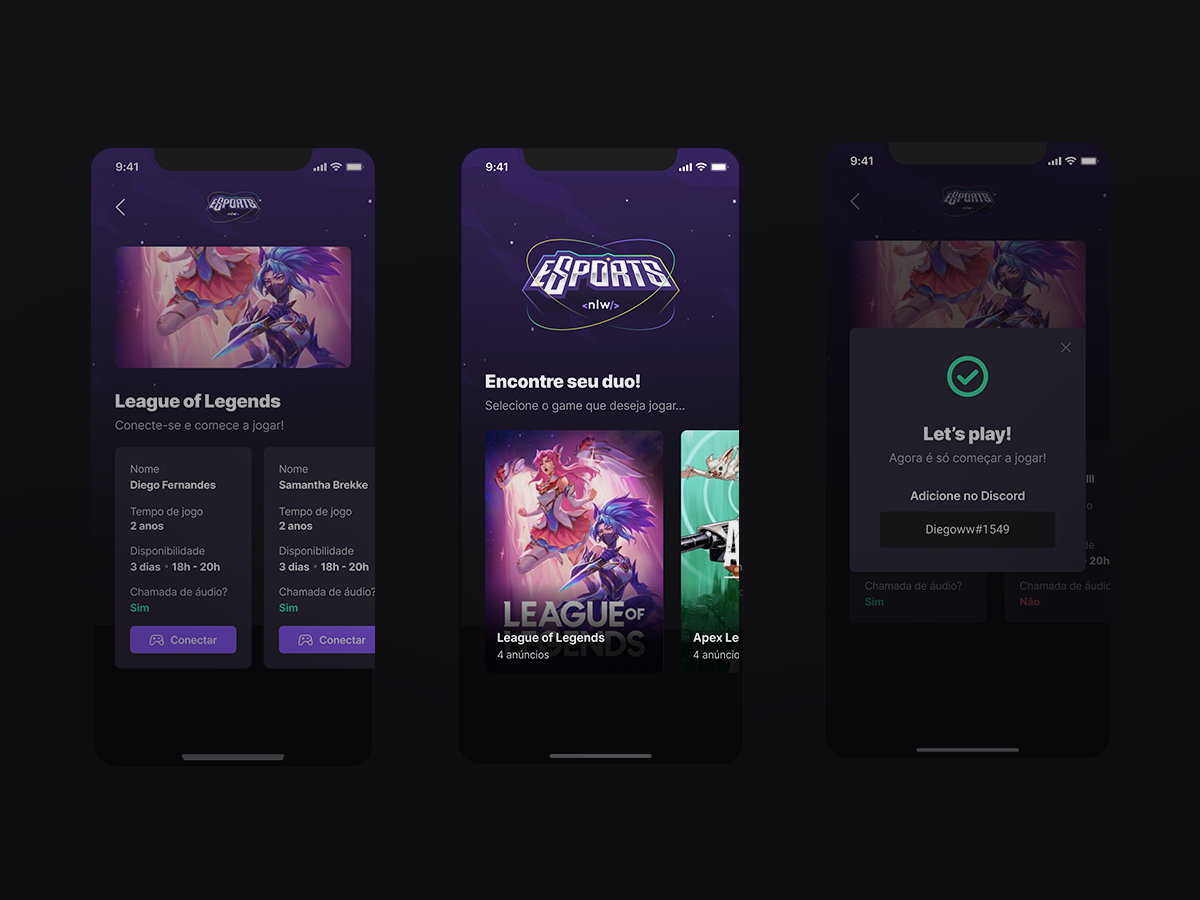 9:41
ESPORTS
<nlw/>
League of Legends
Conecte-se e comece a jogar!
Nome
Diego Fernandes
Tempo de jogo
2 anos
Disponibilidade
3 dias • 18h - 20h
Chamada de áudio?
Sim
Conectar
Nome
Samantha Brekke
Tempo de jogo
2 anos
Disponibilidade
3 dias • 18h - 20h
Chamada de áudio?
Sim
Conectar
9:41
ESPORTS
<nlw/>
Encontre seu duo!
Selecione o game que deseja jogar...
LEAGUE OF
LEGENDS
League of Legends
4 anúncios
Apex Le
4 anúncio
9:41
ESPORTS
Let's play!
Agora é só começar a jogar!
Adicione no Discord
Diegoww#1549
Chamada de áudio?
Sim
20h
Chamada de áudio
Não